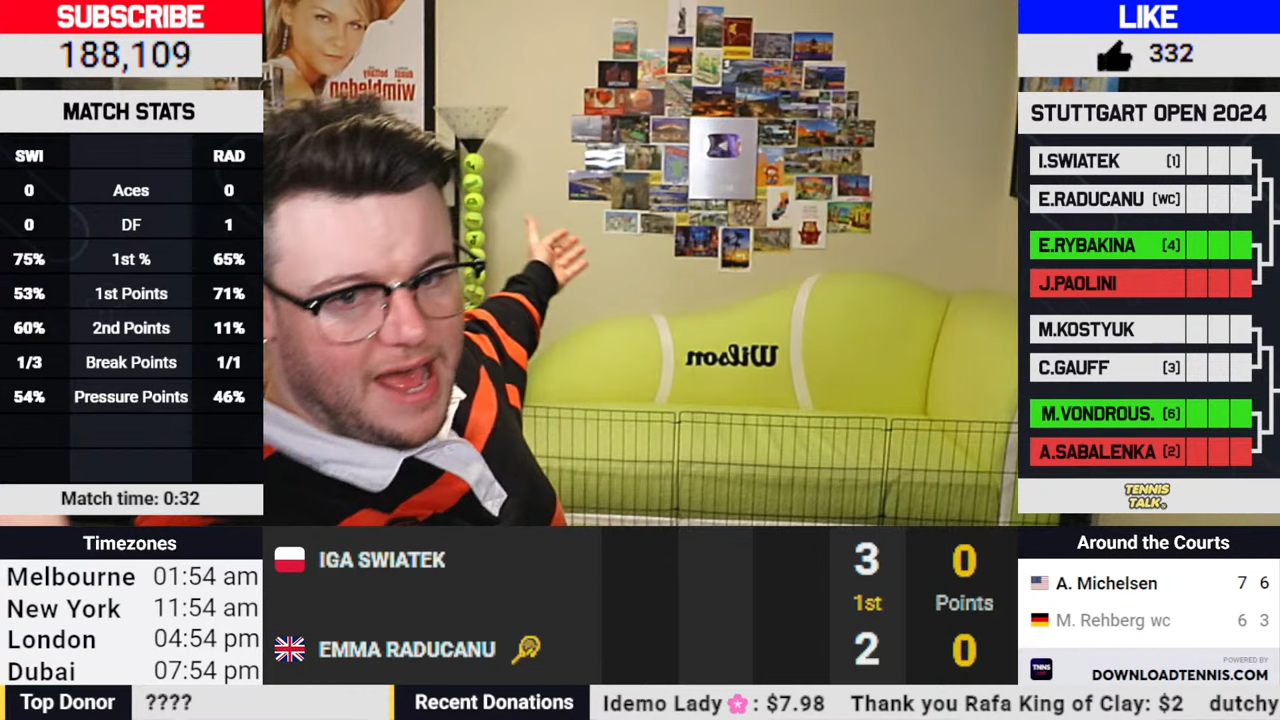 SUBSCRIBE
188,109
MATCH STATS
SWI RAD
0 Aces 0
0 DF 1
75% 1st % 65%
53% 1st Points 71%
60% 2nd Points 11%
1/3 Break Points 1/1
54% Pressure Points 46%
Match time: 0:32
Timezones
Melbourne 01:54 am
New York 11:54 am
London 04:54 pm
Dubai 07:54 pm
Wimbledon
Wilson
IGA SWIATEK 3 0
1st Points
EMMA RADUCANU 2 0
LIKE
332
STUTTGART OPEN 2024
I.SWIATEK [1]
E.RADUCANU [WC]
E.RYBAKINA [4]
J.PAOLINI
M.KOSTYUK
C.GAUFF [3]
M.VONDROUS. [6]
A.SABALENKA [2]
TENNIS
TALK.
Around the Courts
A. Michelsen 7 6
M. Rehberg wc 6 3
POWERED BY
TNNS
DOWNLOADTENNIS.COM
Top Donor ???? Recent Donations Idemo Lady🌸: $7.98 Thank you Rafa King of Clay: $2 dutchy